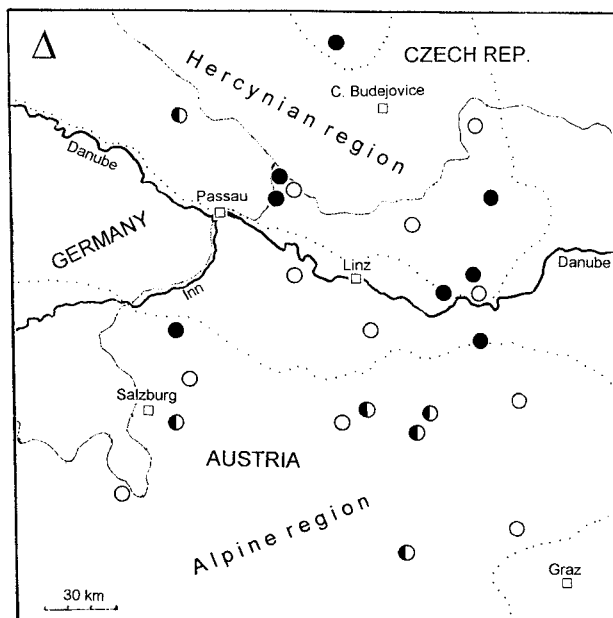 CZECH REP.
Hercynian region
C. Budejovice
Danube
Passau
GERMANY
Linz
Danube
Inn
Salzburg
AUSTRIA
Alpine region
Graz
30 km